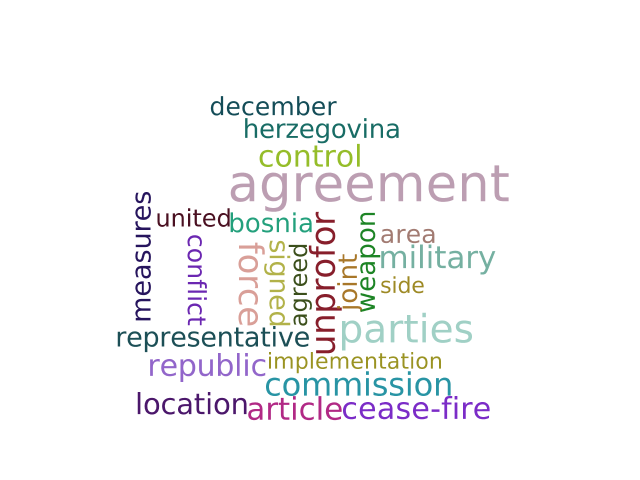 december
herzegovina
control
agreement
measures
united
bosnia
conflict
force
signed
agreed
unprofor
joint
weapon
area
military
side
representative
parties
republic
implementation
commission
location
article
cease-fire